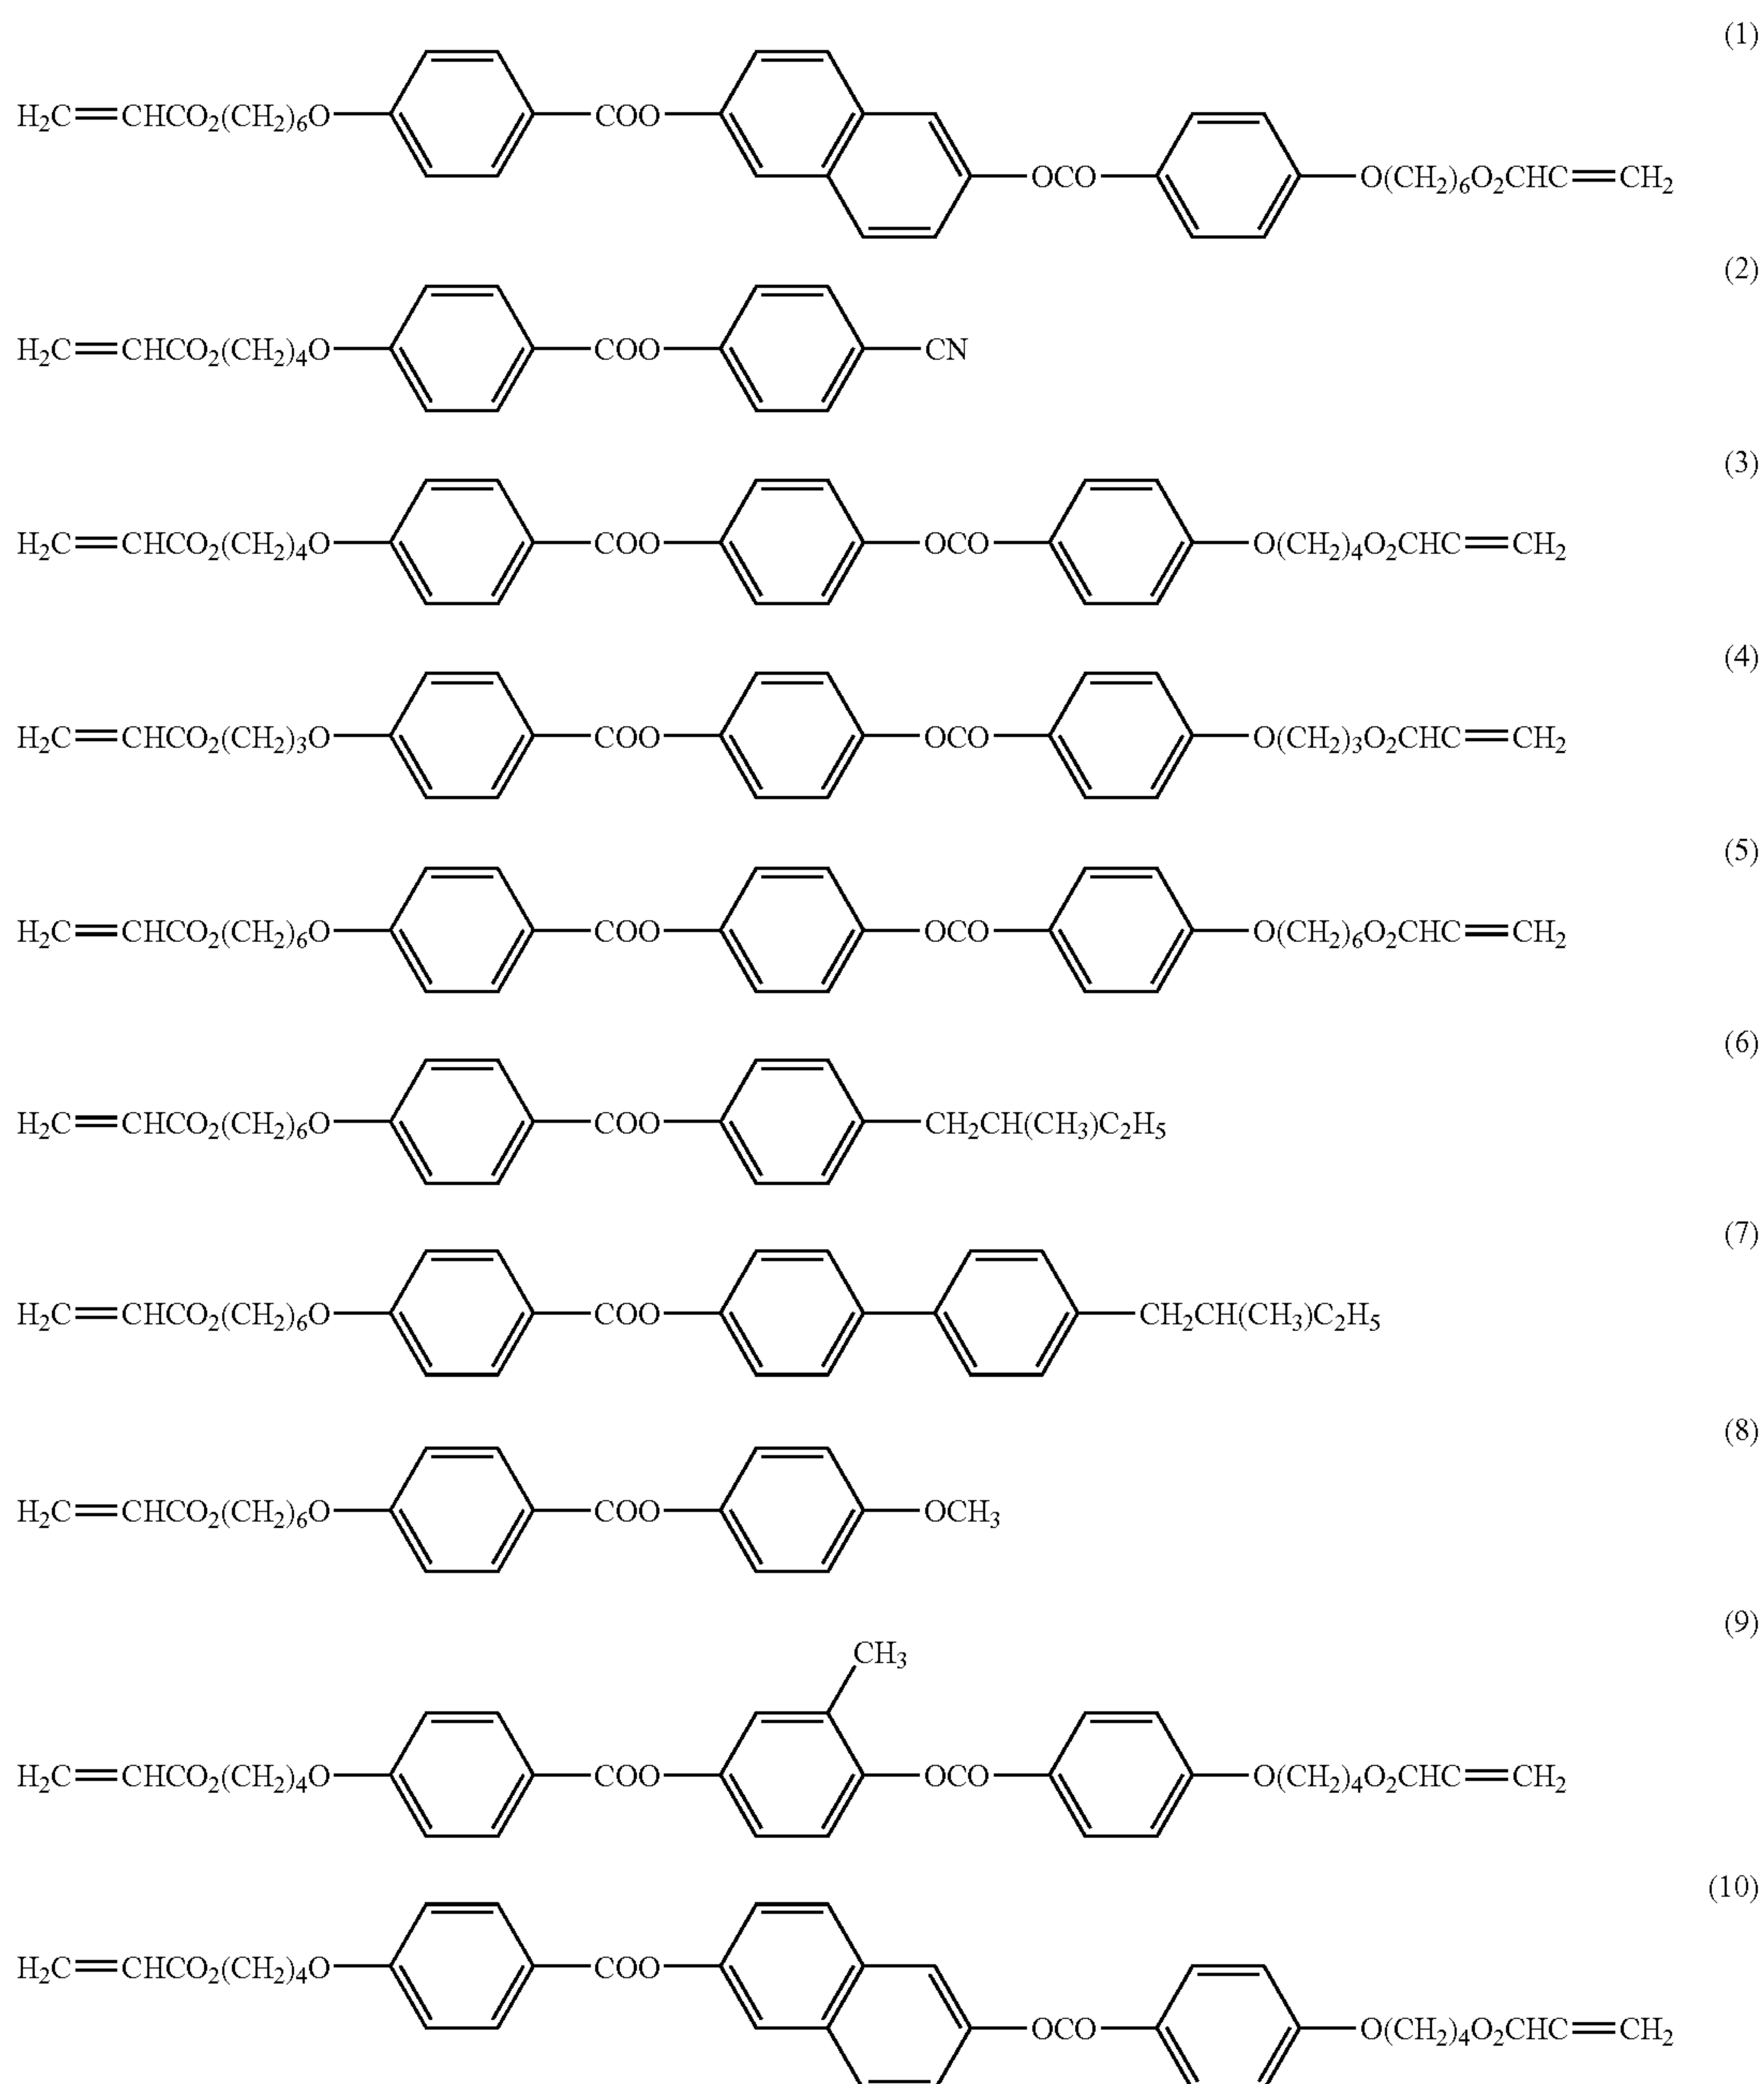 (1)
H₂C=CHCO₂(CH₂)₆O COO OCO O(CH₂)₆O₂CHC=CH₂
(2)
H₂C=CHCO₂(CH₂)₄O COO CN
(3)
H₂C=CHCO₂(CH₂)₄O COO OCO O(CH₂)₄O₂CHC=CH₂
(4)
H₂C=CHCO₂(CH₂)₃O COO OCO O(CH₂)₃O₂CHC=CH₂
(5)
H₂C=CHCO₂(CH₂)₆O COO OCO O(CH₂)₆O₂CHC=CH₂
(6)
H₂C=CHCO₂(CH₂)₆O COO CH₂CH(CH₃)C₂H₅
(7)
H₂C=CHCO₂(CH₂)₆O COO CH₂CH(CH₃)C₂H₅
(8)
H₂C=CHCO₂(CH₂)₆O COO OCH₃
(9)
CH₃
H₂C=CHCO₂(CH₂)₄O COO OCO O(CH₂)₄O₂CHC=CH₂
(10)
H₂C=CHCO₂(CH₂)₄O COO OCO O(CH₂)₄O₂CHC=CH₂